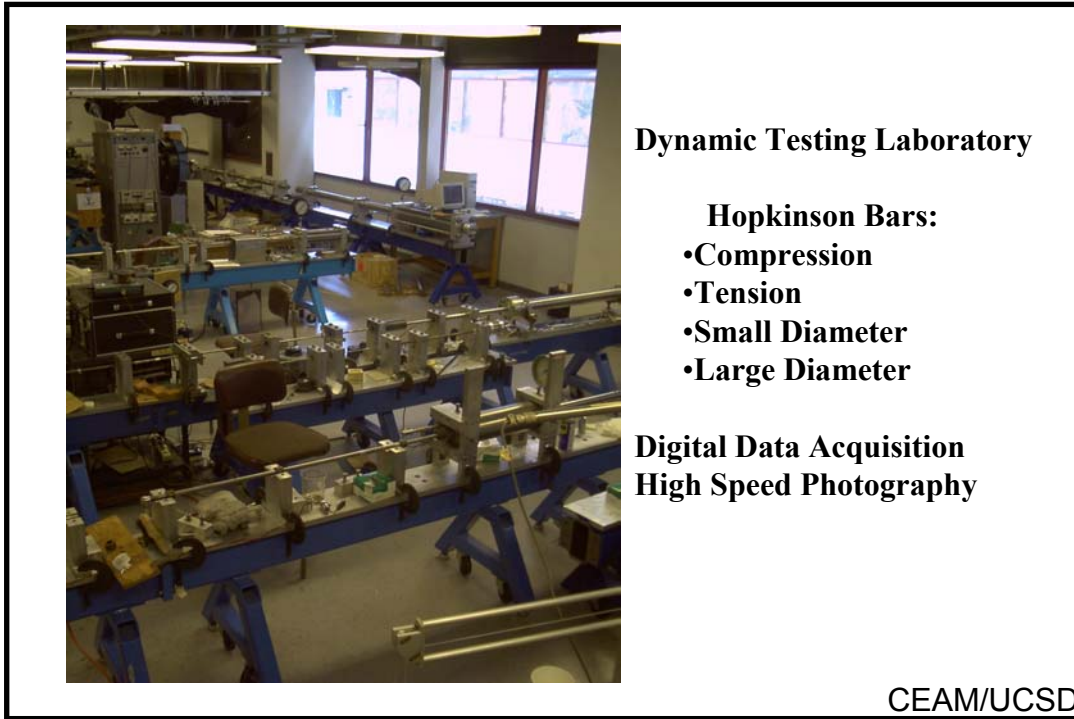 Dynamic Testing Laboratory
Hopkinson Bars:
•Compression
•Tension
•Small Diameter
•Large Diameter
Digital Data Acquisition
High Speed Photography
CEAM/UCSD